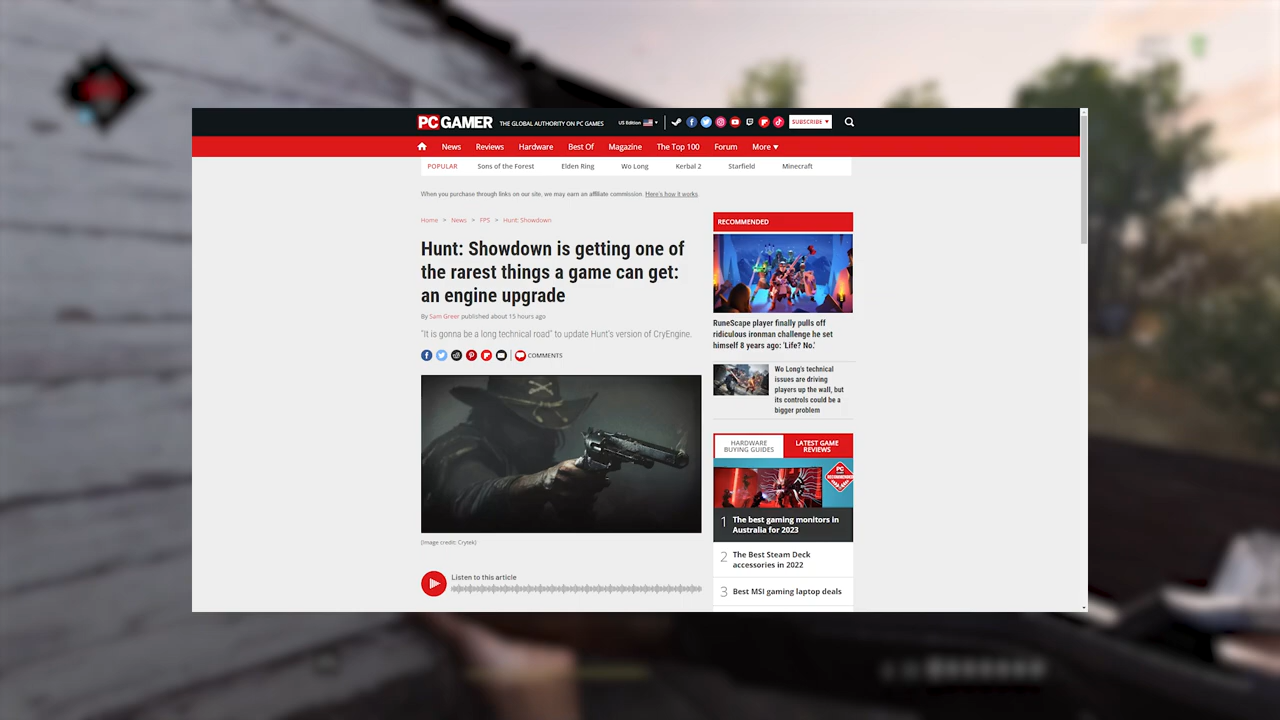 PC GAMER THE GLOBAL AUTHORITY ON PC GAMES US Edition SUBSCRIBE
News Reviews Hardware Best Of Magazine The Top 100 Forum More
POPULAR Sons of the Forest Elden Ring Wo Long Kerbal 2 Starfield Minecraft
When you purchase through links on our site, we may earn an affiliate commission. Here's how it works.
Home > News > FPS > Hunt: Showdown
Hunt: Showdown is getting one of
the rarest things a game can get:
an engine upgrade
By Sam Greer published about 15 hours ago
"It is gonna be a long technical road" to update Hunt's version of CryEngine.
COMMENTS
(Image credit: Crytek)
Listen to this article
RECOMMENDED
RuneScape player finally pulls off
ridiculous ironman challenge he set
himself 8 years ago: 'Life? No.'
Wo Long's technical
issues are driving
players up the wall, but
its controls could be a
bigger problem
HARDWARE
BUYING GUIDES
LATEST GAME
REVIEWS
1 The best gaming monitors in
Australia for 2023
2 The Best Steam Deck
accessories in 2022
3 Best MSI gaming laptop deals